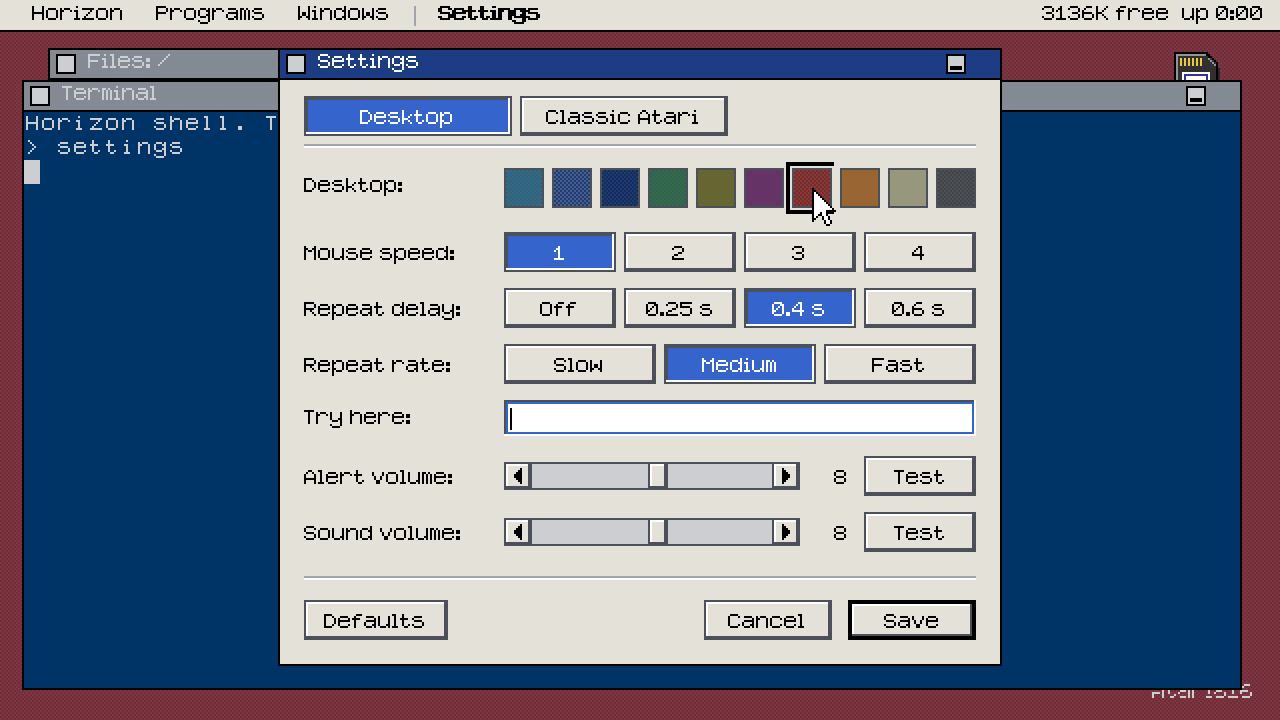 Horizon Programs Windows | Settings 3136K free up 0:00
Files: /
Settings
Terminal
Horizon shell. T
> settings
Desktop Classic Atari
Desktop:
Mouse speed: 1 2 3 4
Repeat delay: Off 0.25 s 0.4 s 0.6 s
Repeat rate: Slow Medium Fast
Try here:
Alert volume: 8 Test
Sound volume: 8 Test
Defaults Cancel Save